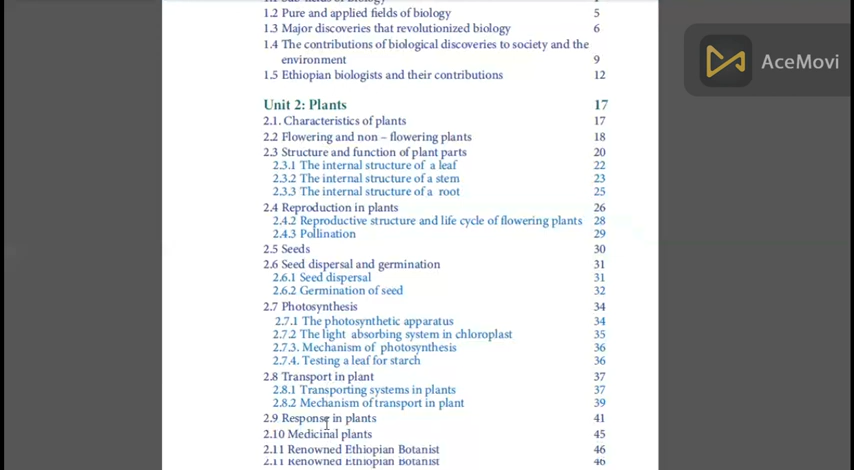 1.2 Pure and applied fields of biology 5
1.3 Major discoveries that revolutionized biology 6
1.4 The contributions of biological discoveries to society and the
environment 9
1.5 Ethiopian biologists and their contributions 12
Unit 2: Plants 17
2.1. Characteristics of plants 17
2.2 Flowering and non – flowering plants 18
2.3 Structure and function of plant parts 20
2.3.1 The internal structure of a leaf 22
2.3.2 The internal structure of a stem 23
2.3.3 The internal structure of a root 25
2.4 Reproduction in plants 26
2.4.2 Reproductive structure and life cycle of flowering plants 28
2.4.3 Pollination 29
2.5 Seeds 30
2.6 Seed dispersal and germination 31
2.6.1 Seed dispersal 31
2.6.2 Germination of seed 32
2.7 Photosynthesis 34
2.7.1 The photosynthetic apparatus 34
2.7.2 The light absorbing system in chloroplast 35
2.7.3. Mechanism of photosynthesis 36
2.7.4. Testing a leaf for starch 36
2.8 Transport in plant 37
2.8.1 Transporting systems in plants 37
2.8.2 Mechanism of transport in plant 39
2.9 Response in plants 41
2.10 Medicinal plants 45
2.11 Renowned Ethiopian Botanist 46
2.11 Renowned Ethiopian Botanist 46
AceMovi